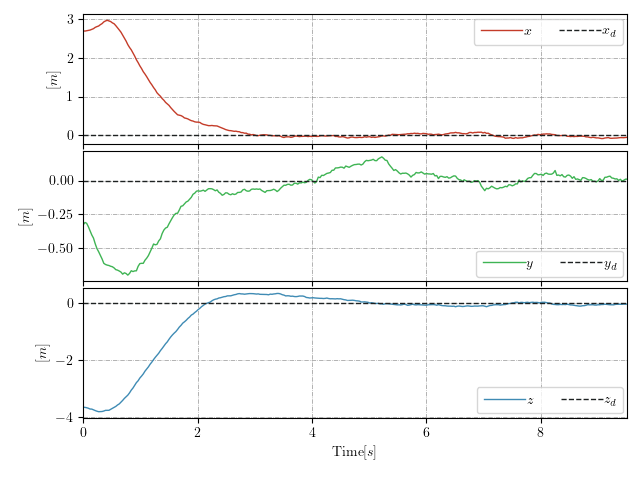 3
2
1
0
[m]
x
x_d
0.00
−0.25
−0.50
[m]
y
y_d
0
−2
−4
[m]
z
z_d
0 2 4 6 8
Time[s]